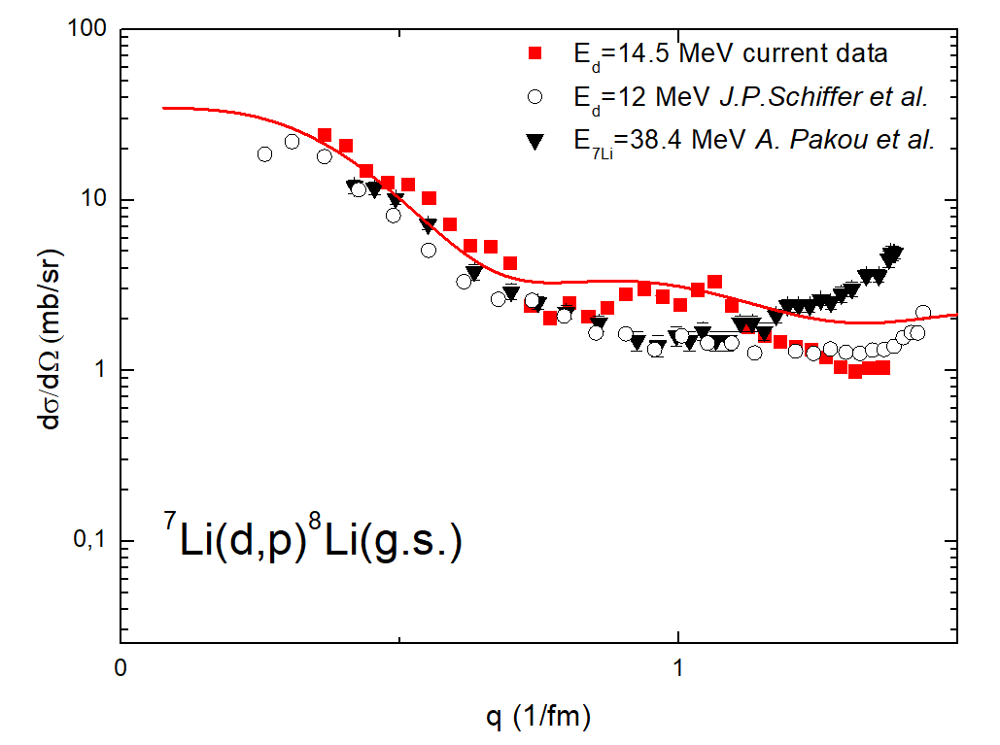 100
E_d=14.5 MeV current data
E_d=12 MeV J.P.Schiffer et al.
E_7Li=38.4 MeV A. Pakou et al.
10
dσ/dΩ (mb/sr)
1
⁷Li(d,p)⁸Li(g.s.)
0,1
0 1
q (1/fm)